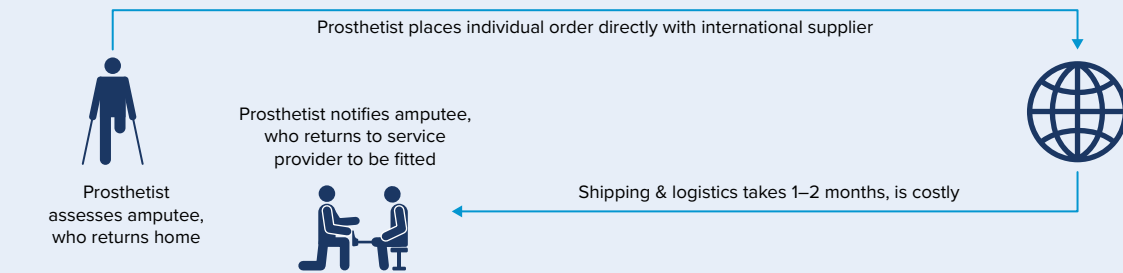 Prosthetist places individual order directly with international supplier
Prosthetist notifies amputee,
who returns to service
provider to be fitted
Prosthetist
assesses amputee,
who returns home
Shipping & logistics takes 1–2 months, is costly